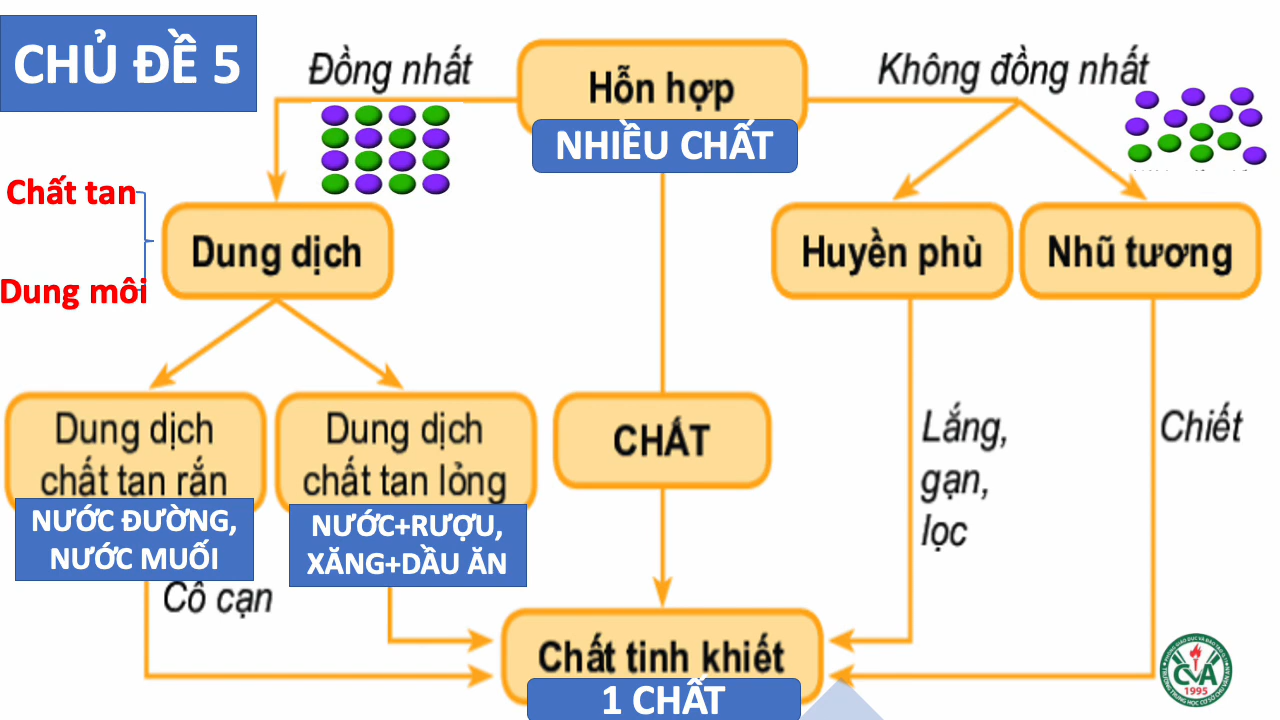 CHỦ ĐỀ 5
Đồng nhất
Hỗn hợp
NHIỀU CHẤT
Không đồng nhất
Chất tan
Dung môi
Dung dịch
Huyền phù
Nhũ tương
Dung dịch
chất tan rắn
NƯỚC ĐƯỜNG,
NƯỚC MUỐI
Dung dịch
chất tan lỏng
NƯỚC+RƯỢU,
XĂNG+DẦU ĂN
CHẤT
Lắng,
gạn,
lọc
Chiết
Cô cạn
Chất tinh khiết
1 CHẤT
CVA
1995